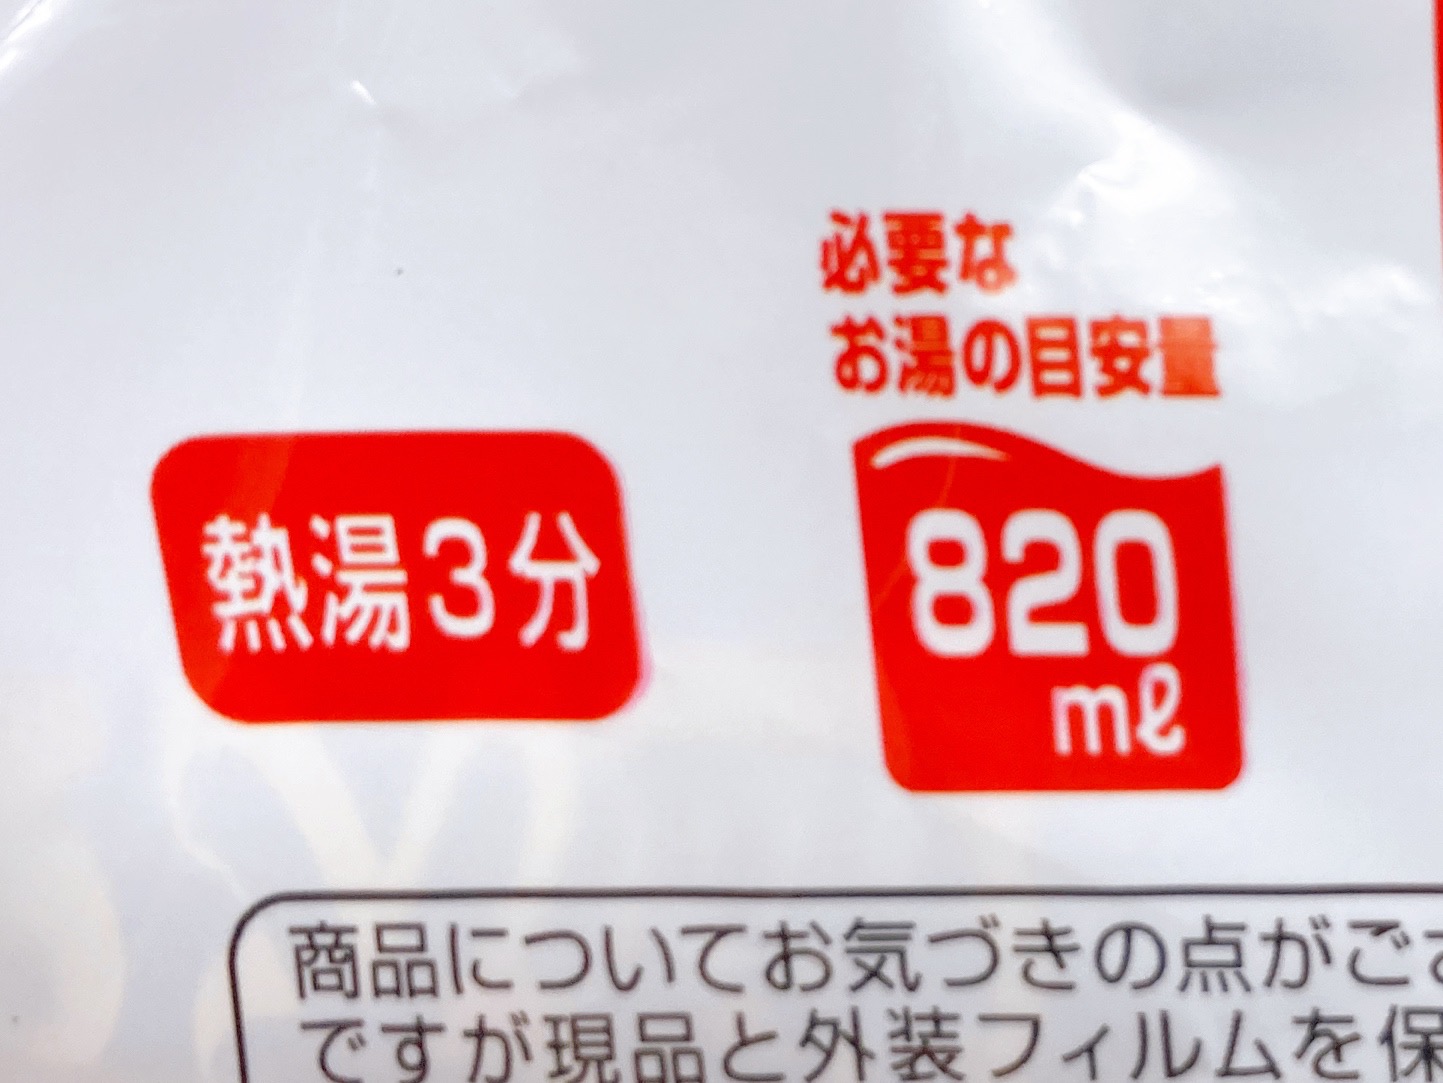 必要な
お湯の目安量
熱湯3分
820
mℓ
商品についてお気づきの点がご
ですが現品と外装フィルムを保